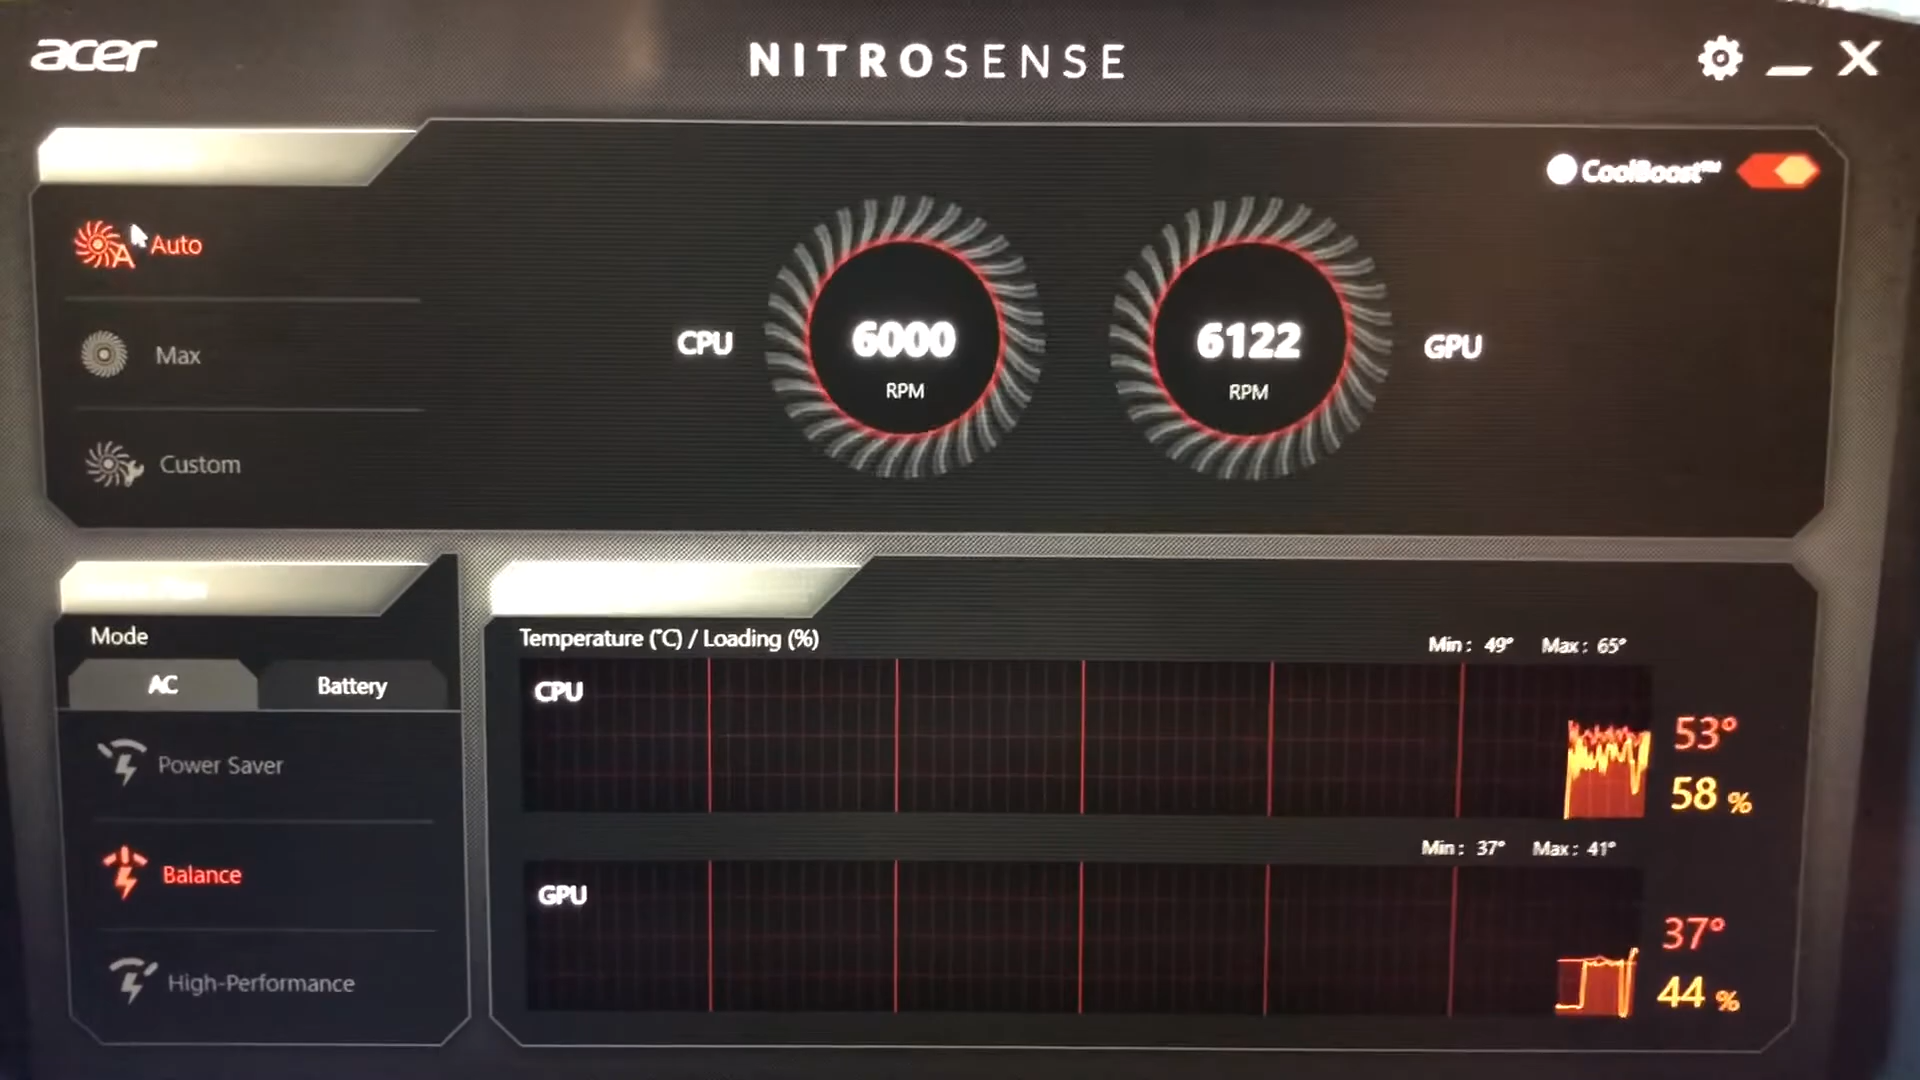 acer
NITROSENSE
CoolBoost™
Auto
Max
Custom
CPU
6000
RPM
6122
RPM
GPU
Mode
AC
Battery
Power Saver
Balance
High-Performance
Temperature (°C) / Loading (%)
Min : 49° Max : 65°
CPU
53°
58 %
Min : 37° Max : 41°
GPU
37°
44 %